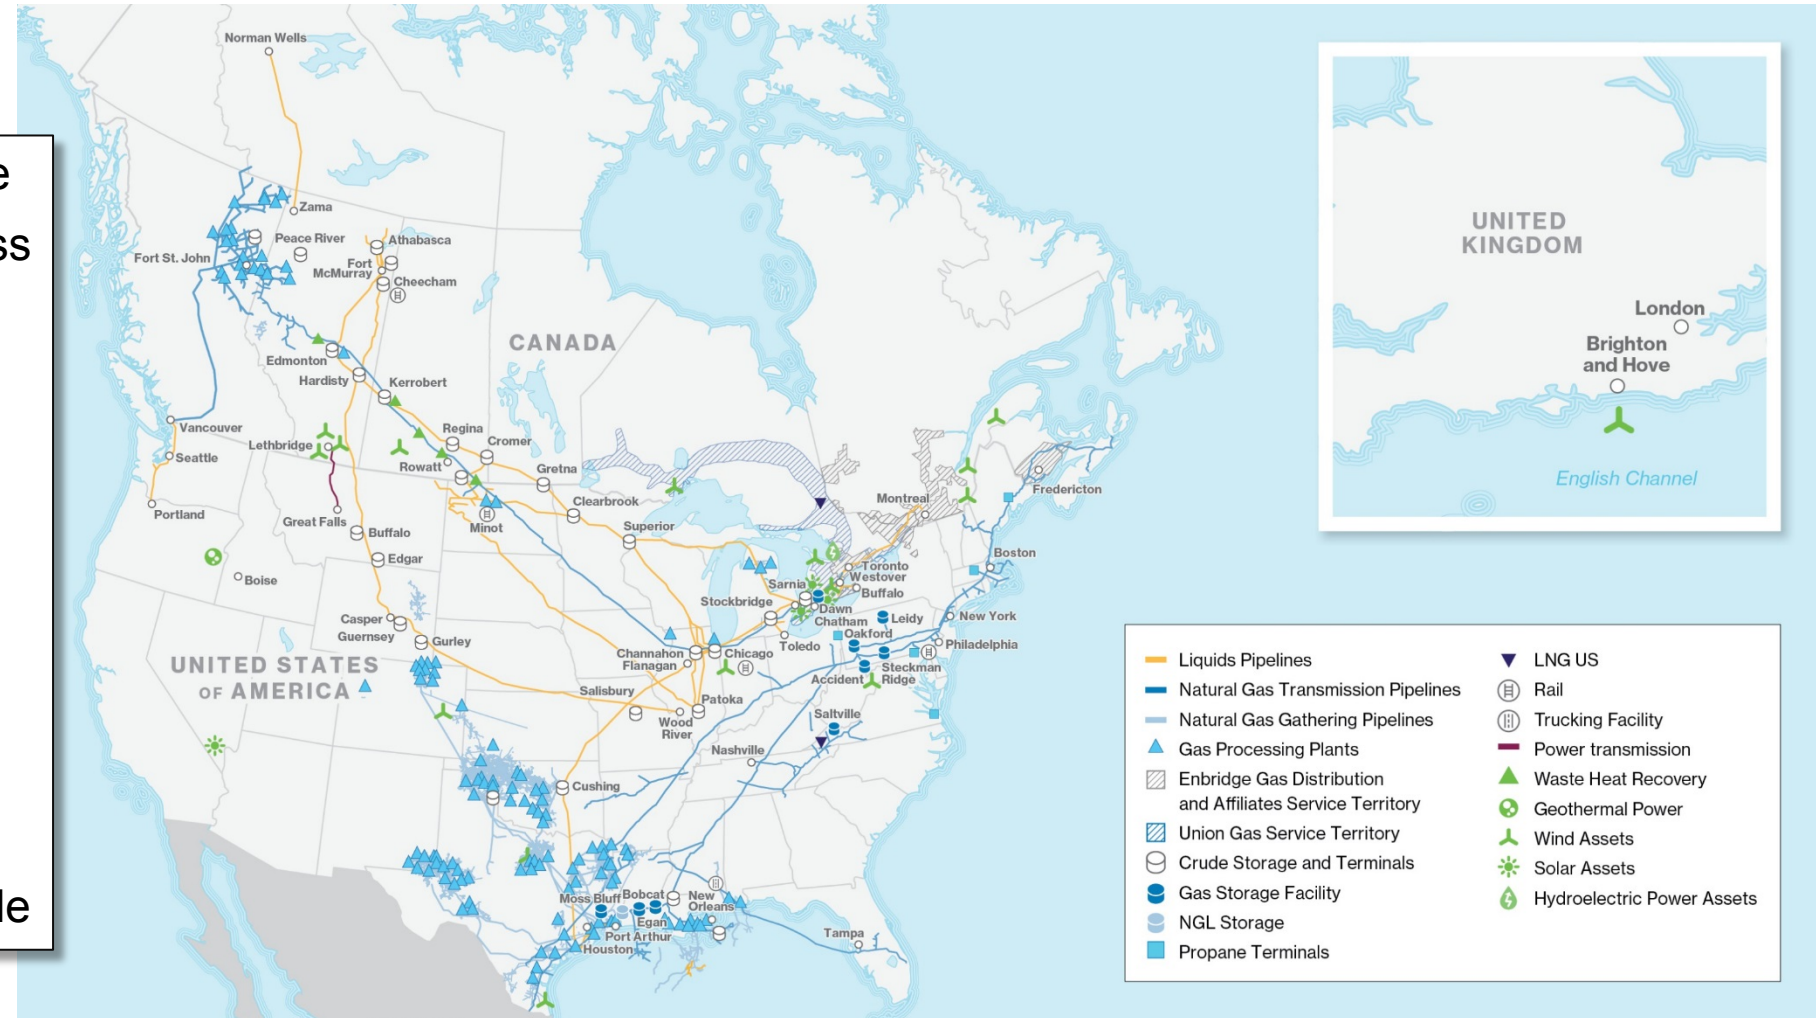 e
ss
le
Norman Wells
Zama
Peace River
Athabasca
Fort St. John
Fort
McMurray
Cheecham
CANADA
Edmonton
Hardisty
Kerrobert
Vancouver
Regina
Lethbridge
Cromer
Seattle
Rowatt
Gretna
Portland
Great Falls
Minot
Clearbrook
Montreal
Fredericton
Buffalo
Superior
Edgar
Boston
Boise
Toronto
Sarnia
Westover
Buffalo
Stockbridge
Dawn
Casper
Chatham
Leidy
New York
Guernsey
Gurley
Oakford
Channahon
Flanagan
Chicago
Toledo
Philadelphia
UNITED STATES
OF AMERICA
Steckman
Ridge
Accident
Salisbury
Patoka
Wood
River
Saltville
Nashville
Cushing
Moss Bluff
Bobcat
New
Orleans
Egan
Port Arthur
Houston
Tampa
UNITED
KINGDOM
London
Brighton
and Hove
English Channel
Liquids Pipelines
Natural Gas Transmission Pipelines
Natural Gas Gathering Pipelines
Gas Processing Plants
Enbridge Gas Distribution
and Affiliates Service Territory
Union Gas Service Territory
Crude Storage and Terminals
Gas Storage Facility
NGL Storage
Propane Terminals
LNG US
Rail
Trucking Facility
Power transmission
Waste Heat Recovery
Geothermal Power
Wind Assets
Solar Assets
Hydroelectric Power Assets